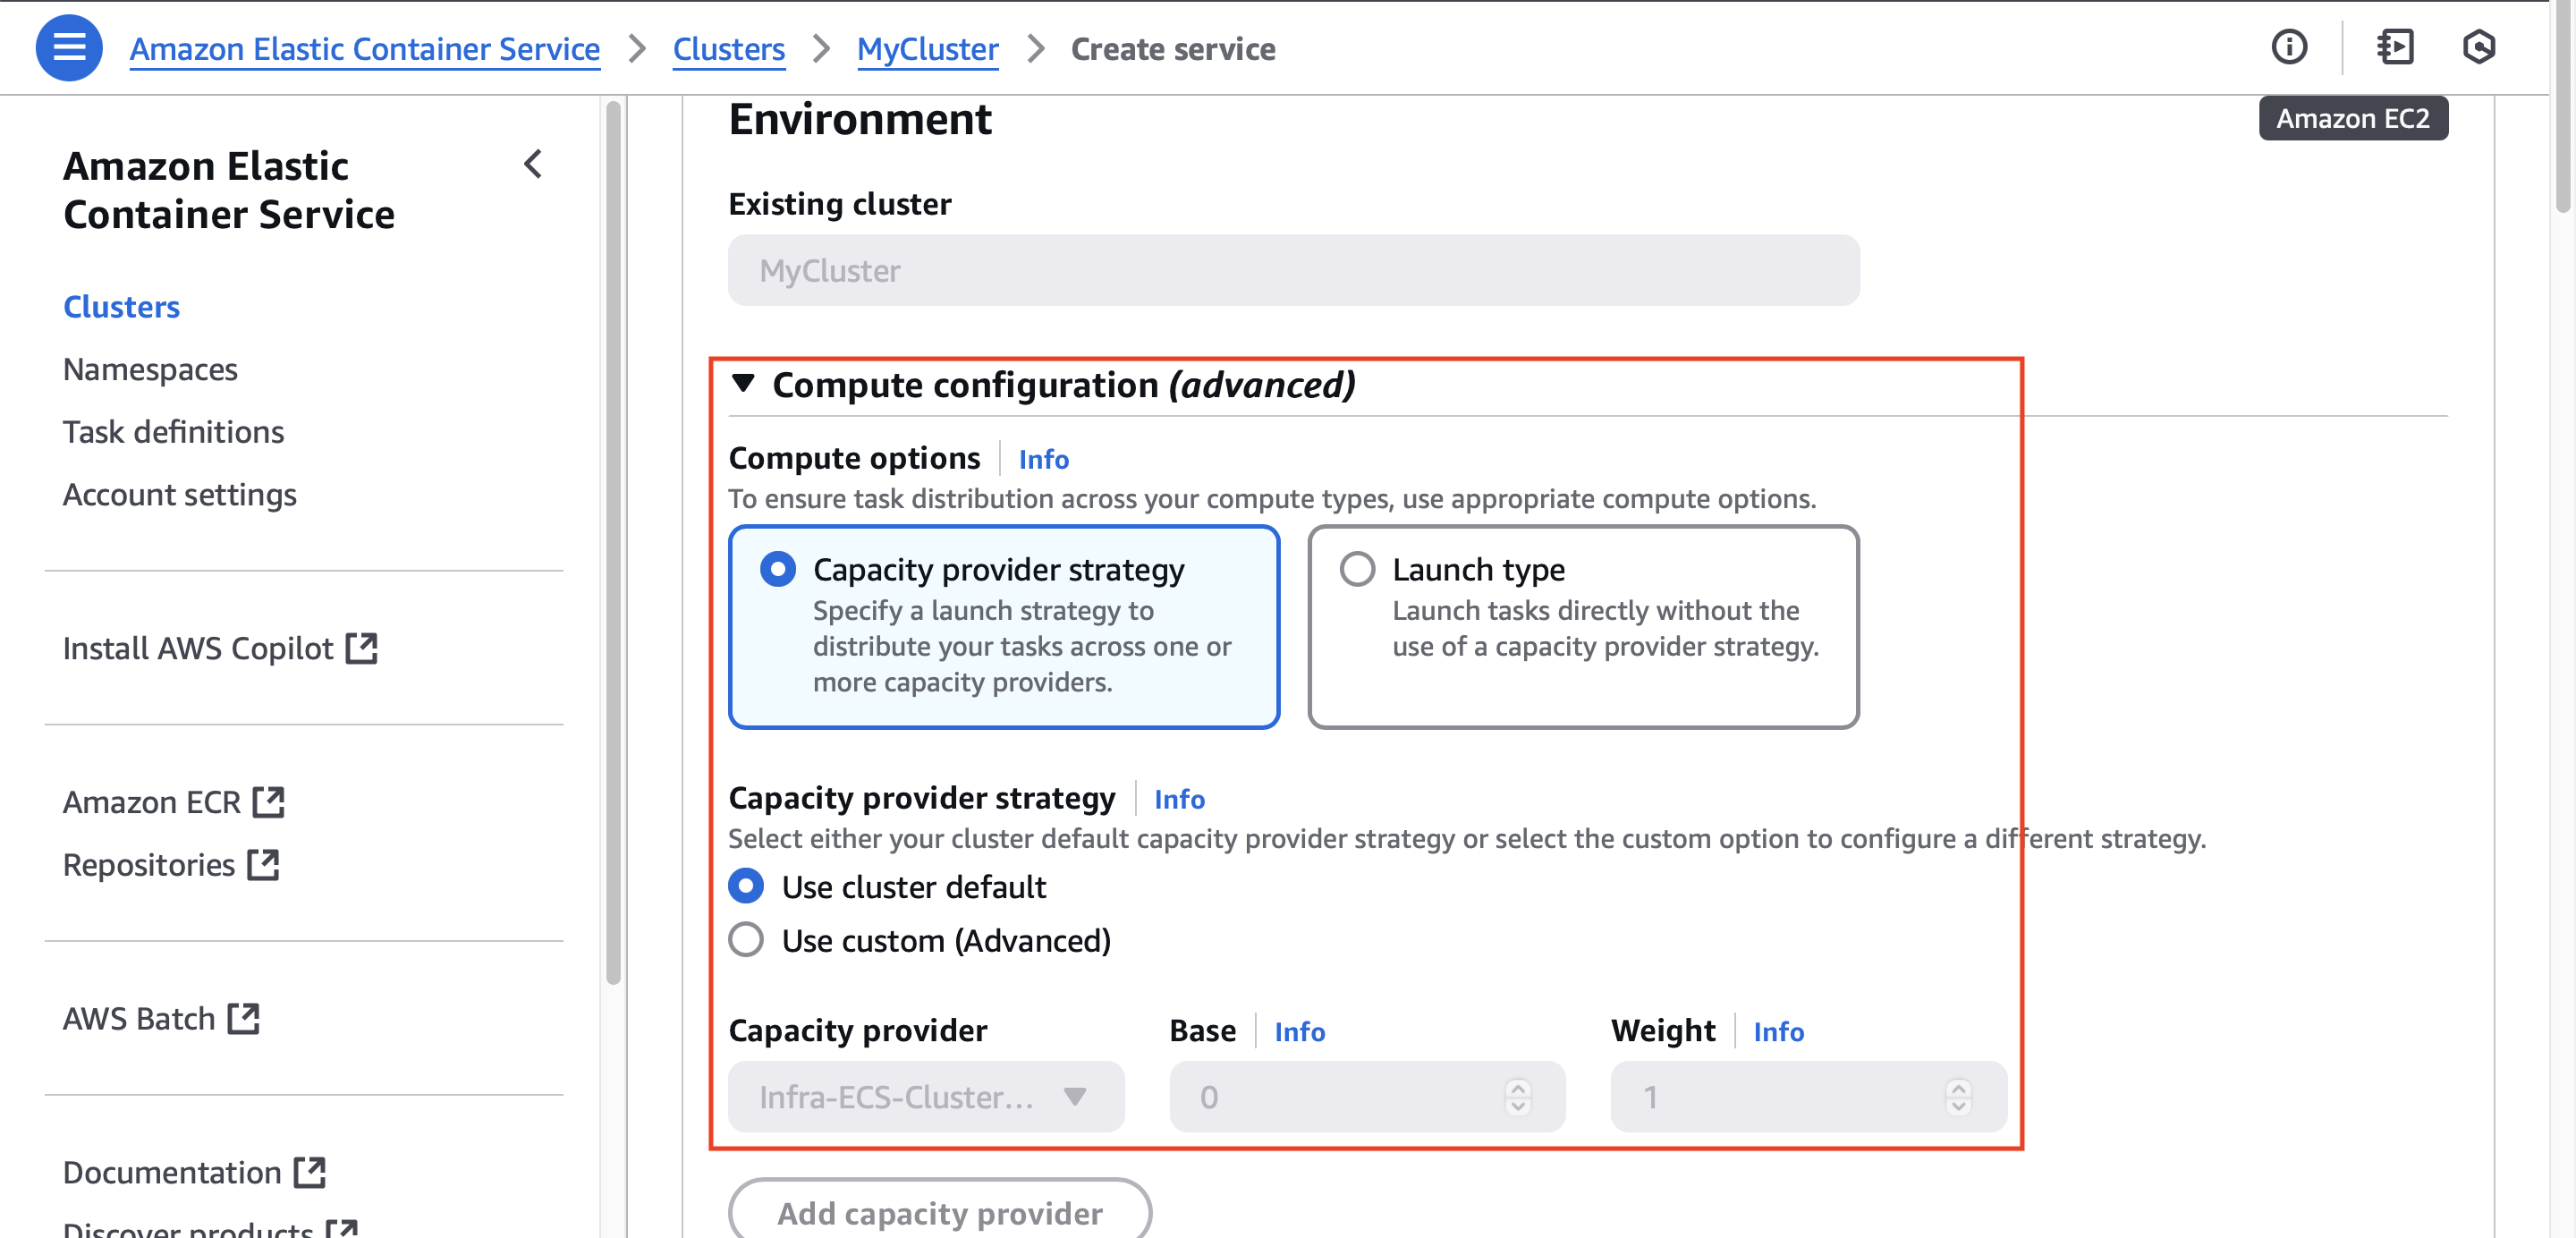 Amazon Elastic Container Service > Clusters > MyCluster > Create service
Amazon Elastic
Container Service
Clusters
Namespaces
Task definitions
Account settings
Install AWS Copilot
Amazon ECR
Repositories
AWS Batch
Documentation
Discover products
Environment
Amazon EC2
Existing cluster
MyCluster
Compute configuration (advanced)
Compute options Info
To ensure task distribution across your compute types, use appropriate compute options.
Capacity provider strategy
Specify a launch strategy to
distribute your tasks across one or
more capacity providers.
Launch type
Launch tasks directly without the
use of a capacity provider strategy.
Capacity provider strategy Info
Select either your cluster default capacity provider strategy or select the custom option to configure a different strategy.
Use cluster default
Use custom (Advanced)
Capacity provider Base Info Weight Info
Infra-ECS-Cluster... 0 1
Add capacity provider